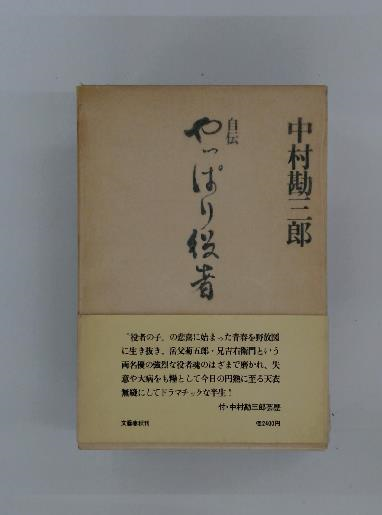 中村勘三郎
自伝
やっぱり役者
"役者の子"の悲喜に始まった青春を野放図
に生き抜き、岳父菊五郎・兄吉右衛門という
両名優の強烈な役者魂のはざまで磨かれ、失
意や大病をも糧として今日の円熟に至る天衣
無縫にしてドラマチックな半生！
付・中村勘三郎芸歴
文藝春秋刊
価2400円